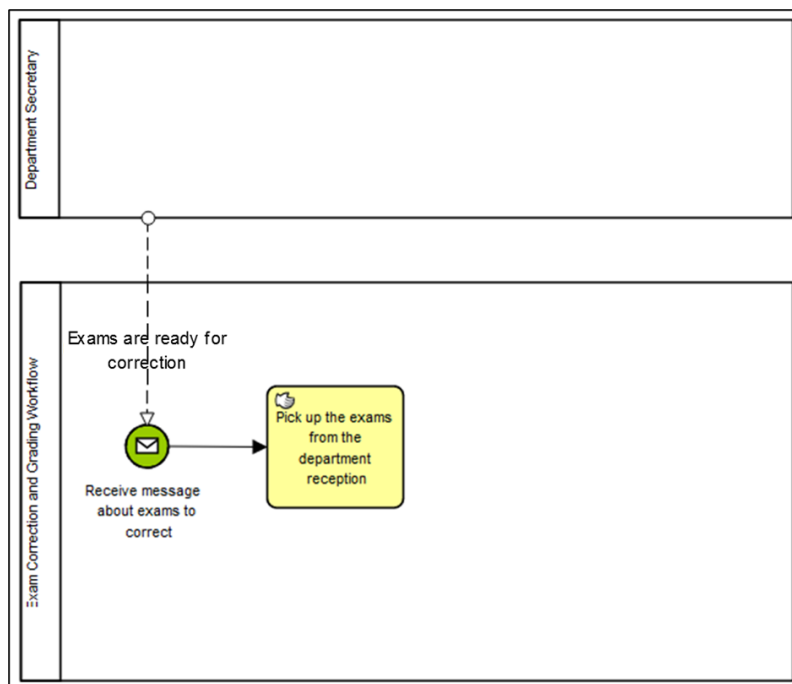 Department Secretary
Exams are ready for
correction
Exam Correction and Grading Workflow
Pick up the exams
from the
department
reception
Receive message
about exams to
correct